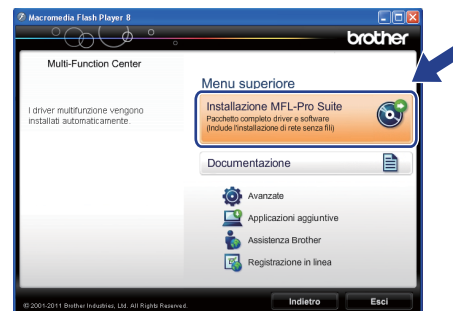 Macromedia Flash Player 8
brother
Multi-Function Center
I driver multifunzione vengono
installati automaticamente.
Menu superiore
Installazione MFL-Pro Suite
Pacchetto completo driver e software
(Include l'installazione di rete senza fili)
Documentazione
Avanzate
Applicazioni aggiuntive
Assistenza Brother
Registrazione in linea
© 2001-2011 Brother Industries, Ltd. All Rights Reserved.
Indietro
Esci